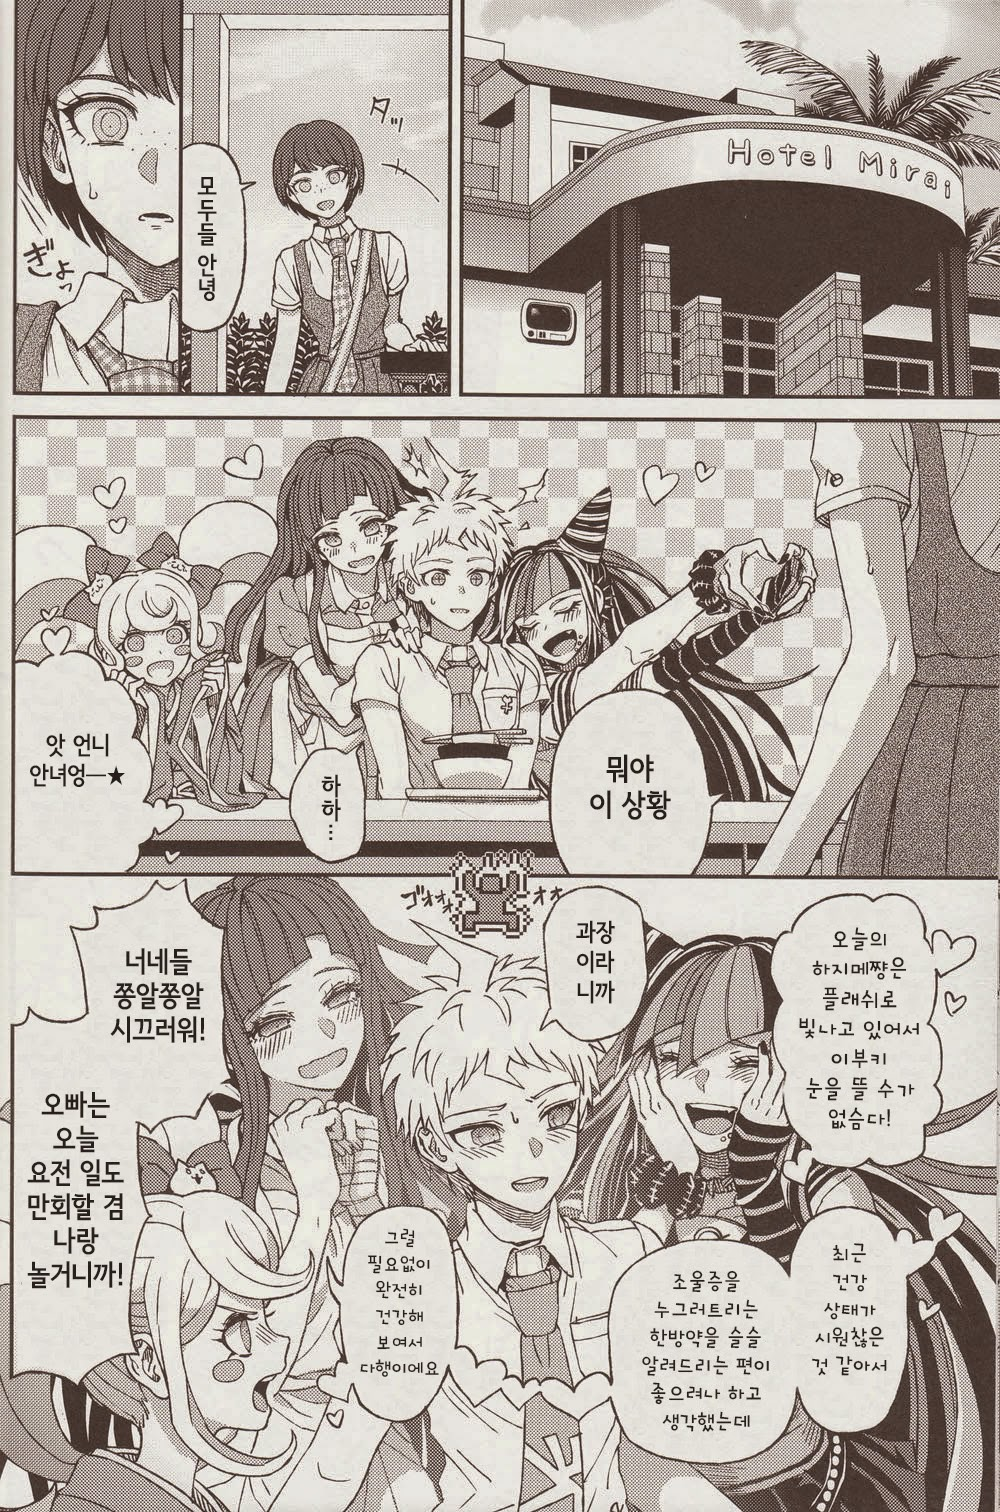 Hotel Mirai
タッ
모두들 안녕
ぎょっ
뭐야
이 상황
하
하
…
앗 언니
안녀엉—★
오늘의
하지메쨩은
플래쉬로
빛나고 있어서
이부키
눈을 뜰 수가
없슴다!
과장
이라
니까
ゴオォォ
オオ
너네들
쫑알쫑알
시끄러워!
오빠는
오늘
요전 일도
만회할 겸
나랑
놀거니까!
최근
건강
상태가
시원찮은
것 같아서
조울증을
누그러트리는
한방약을 슬슬
알려드리는 편이
좋으려나 하고
생각했는데
그럴
필요없이
완전히
건강해
보여서
다행이에요